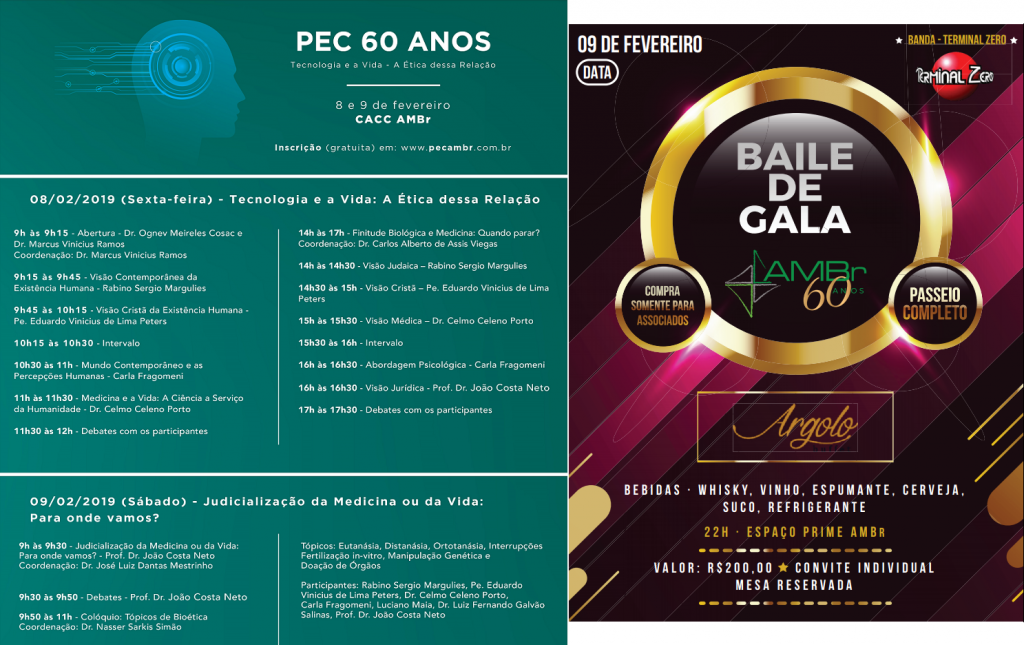 PEC 60 ANOS
Tecnologia e a Vida - A Ética dessa Relação
8 e 9 de fevereiro
CACC AMBr
Inscrição (gratuita) em: www.pecambr.com.br
08/02/2019 (Sexta-feira) - Tecnologia e a Vida: A Ética dessa Relação
9h às 9h15 - Abertura - Dr. Ognev Meireles Cosac e
Dr. Marcus Vinicius Ramos
Coordenação: Dr. Marcus Vinicius Ramos
9h15 às 9h45 - Visão Contemporânea da
Existência Humana - Rabino Sergio Margulies
9h45 às 10h15 - Visão Cristã da Existência Humana -
Pe. Eduardo Vinicius de Lima Peters
10h15 às 10h30 - Intervalo
10h30 às 11h - Mundo Contemporâneo e as
Percepções Humanas - Carla Fragomeni
11h às 11h30 - Medicina e a Vida: A Ciência a Serviço
da Humanidade - Dr. Celmo Celeno Porto
11h30 às 12h - Debates com os participantes
14h às 17h - Finitude Biológica e Medicina: Quando parar?
Coordenação: Dr. Carlos Alberto de Assis Viegas
14h às 14h30 - Visão Judaica – Rabino Sergio Margulies
14h30 às 15h - Visão Cristã – Pe. Eduardo Vinicius de Lima
Peters
15h às 15h30 - Visão Médica – Dr. Celmo Celeno Porto
15h30 às 16h - Intervalo
16h às 16h30 - Abordagem Psicológica - Carla Fragomeni
16h às 16h30 - Visão Jurídica - Prof. Dr. João Costa Neto
17h às 17h30 - Debates com os participantes
09/02/2019 (Sábado) - Judicialização da Medicina ou da Vida:
Para onde vamos?
9h às 9h30 - Judicialização da Medicina ou da Vida:
Para onde vamos? - Prof. Dr. João Costa Neto
Coordenação: Dr. José Luiz Dantas Mestrinho
9h30 às 9h50 - Debates - Prof. Dr. João Costa Neto
9h50 às 11h - Colóquio: Tópicos de Bioética
Coordenação: Dr. Nasser Sarkis Simão
Tópicos: Eutanásia, Distanásia, Ortotanásia, Interrupções
Fertilização in-vitro, Manipulação Genética e
Doação de Órgãos
Participantes: Rabino Sergio Margulies, Pe. Eduardo
Vinicius de Lima Peters, Dr. Celmo Celeno Porto,
Carla Fragomeni, Luciano Maia, Dr. Luiz Fernando Galvão
Salinas, Prof. Dr. João Costa Neto
09 DE FEVEREIRO
DATA
BANDA - TERMINAL ZERO
TERMINAL ZERO
BAILE
DE
GALA
AMBr
60 ANOS
COMPRA
SOMENTE PARA
ASSOCIADOS
PASSEIO
COMPLETO
Argolo
BEBIDAS · WHISKY, VINHO, ESPUMANTE, CERVEJA,
SUCO, REFRIGERANTE
22H · ESPAÇO PRIME AMBr
VALOR: R$200,00 ★ CONVITE INDIVIDUAL
MESA RESERVADA